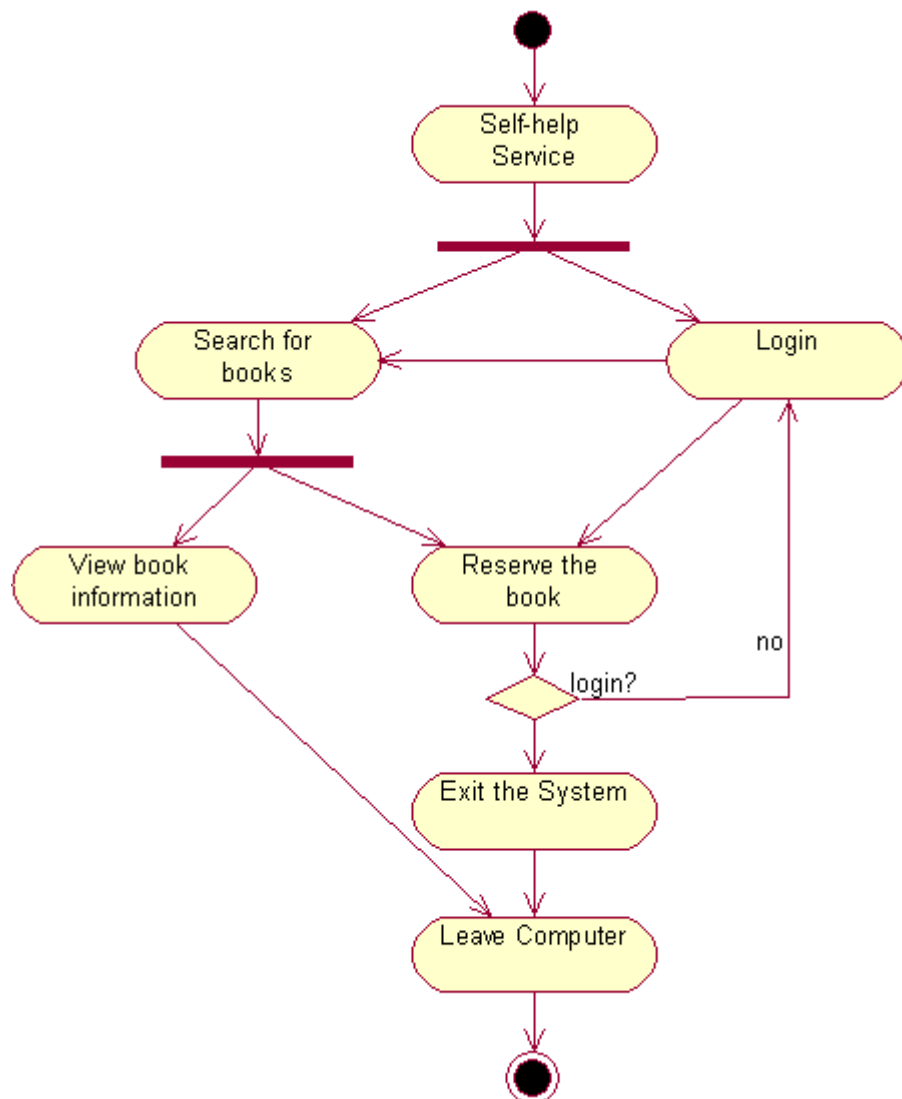 Self-help
Service
Search for
books
Login
View book
information
Reserve the
book
no
login?
Exit the System
Leave Computer